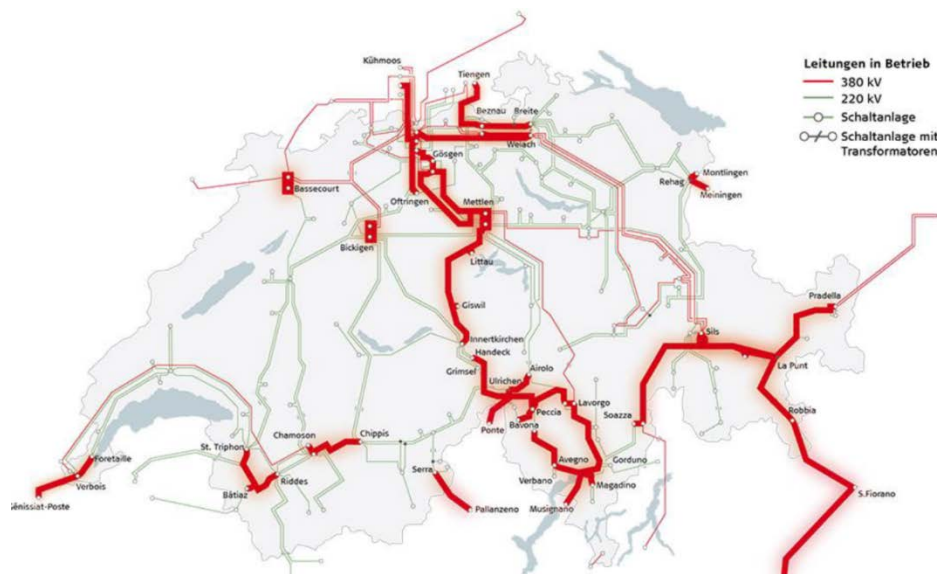 Kühmoos
Tiengen
Leitungen in Betrieb
380 kV
220 kV
Schaltanlage
Schaltanlage mit
Transformatoren
Beznau
Breite
Weiach
Gösgen
Montlingen
Rehag
Meiningen
Bassecourt
Oftringen
Mettlen
Bickigen
Littau
Pradella
Giswil
Sils
Innertkirchen
Handeck
Grimsel
Airolo
Ulrichen
La Punt
Lavorgo
Peccia
Soazza
Robbia
Ponte
Bavona
Chamoson
Chippis
St. Triphon
Foretaille
Serra
Avegno
Gorduno
Verbois
Riddes
Verbano
Magadino
Bâtiaz
S.Fiorano
Génissiat-Poste
Pallanzeno
Musignano